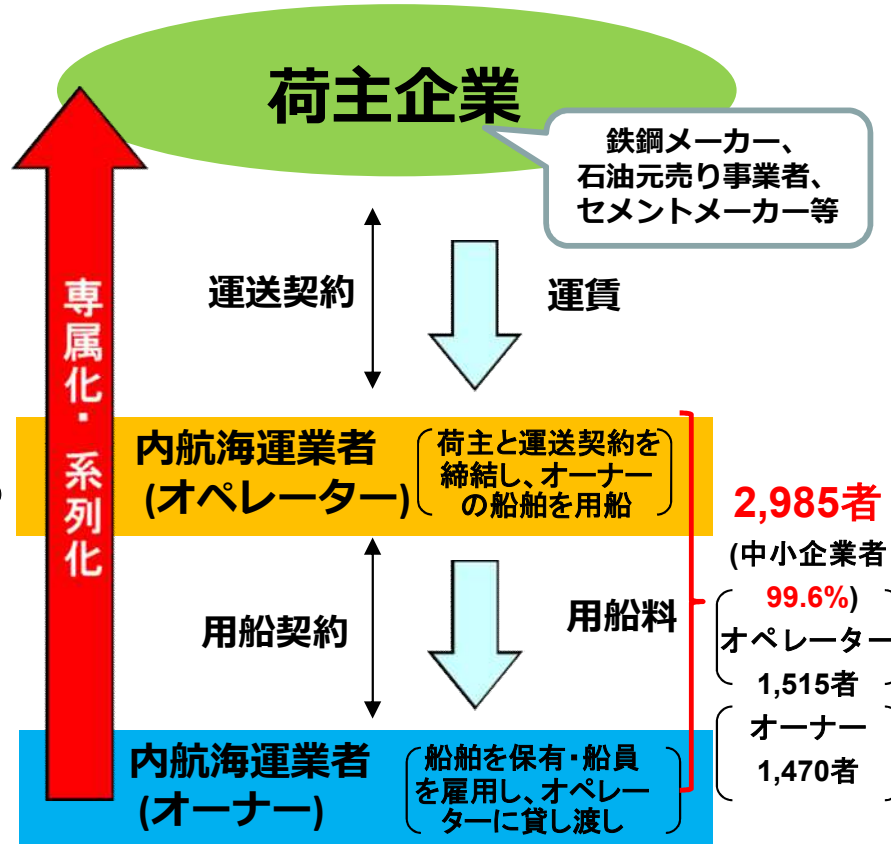 荷主企業
鉄鋼メーカー、
石油元売り事業者、
セメントメーカー等
専属化・系列化
運送契約
運賃
内航海運業者
(オペレーター)
荷主と運送契約を
締結し、オーナー
の船舶を用船
用船契約
用船料
内航海運業者
(オーナー)
船舶を保有・船員
を雇用し、オペレー
ターに貸し渡し
2,985者
(中小企業者
99.6%)
オペレーター
1,515者
オーナー
1,470者